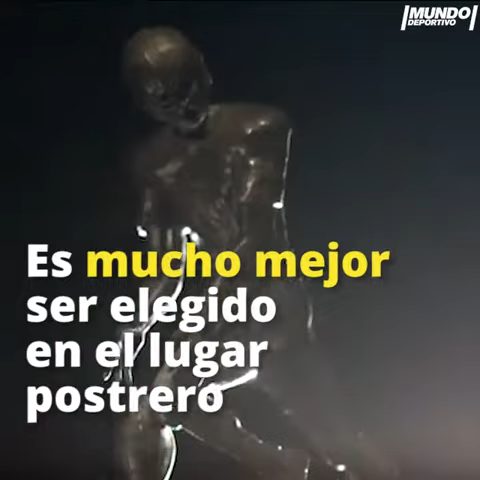 MUNDO
DEPORTIVO
Es mucho mejor
ser elegido
en el lugar
postrero